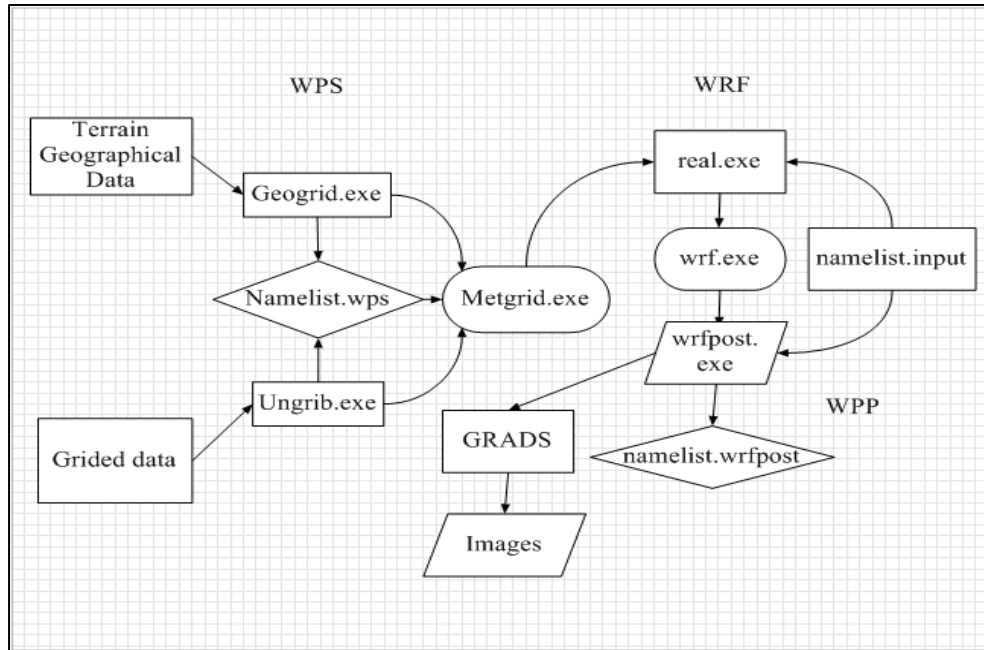 WPS
WRF
Terrain
Geographical
Data
Geogrid.exe
Namelist.wps
Ungrib.exe
Grided data
Metgrid.exe
real.exe
wrf.exe
namelist.input
wrfpost.
exe
WPP
GRADS
namelist.wrfpost
Images